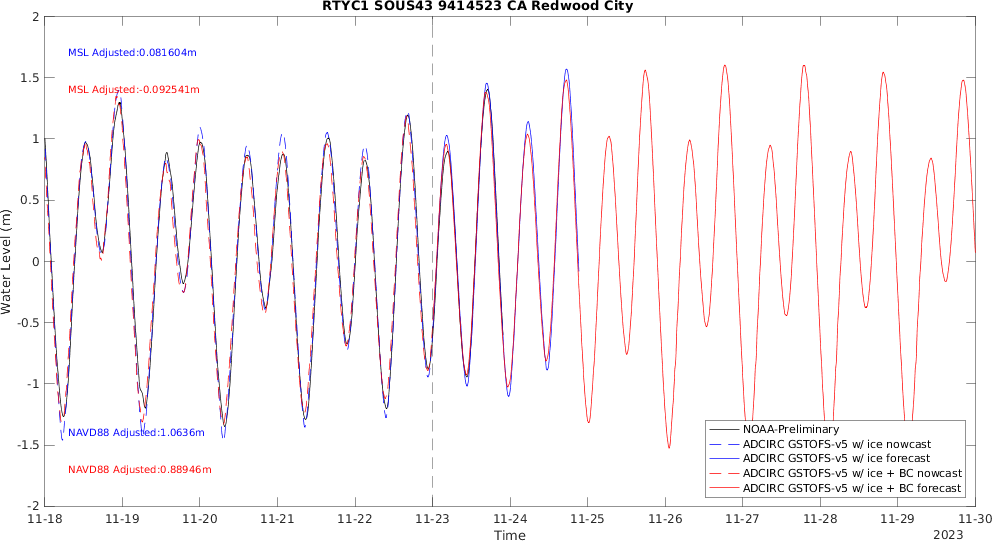 RTYC1 SOUS43 9414523 CA Redwood City
2
1.5
1
0.5
0
-0.5
-1
-1.5
-2
Water Level (m)
MSL Adjusted:0.081604m
MSL Adjusted:-0.092541m
NAVD88 Adjusted:1.0636m
NAVD88 Adjusted:0.88946m
NOAA-Preliminary
ADCIRC GSTOFS-v5 w/ ice nowcast
ADCIRC GSTOFS-v5 w/ ice forecast
ADCIRC GSTOFS-v5 w/ ice + BC nowcast
ADCIRC GSTOFS-v5 w/ ice + BC forecast
11-18 11-19 11-20 11-21 11-22 11-23 11-24 11-25 11-26 11-27 11-28 11-29 11-30
Time
2023